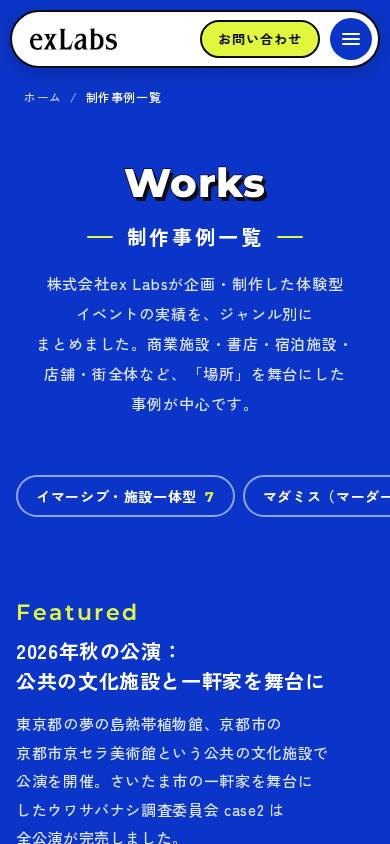 exLabs
お問い合わせ
ホーム / 制作事例一覧
Works
制作事例一覧
株式会社ex Labsが企画・制作した体験型
イベントの実績を、ジャンル別に
まとめました。商業施設・書店・宿泊施設・
店舗・街全体など、「場所」を舞台にした
事例が中心です。
イマーシブ・施設一体型 7
マダミス（マーダー
Featured
2026年秋の公演：
公共の文化施設と一軒家を舞台に
東京都の夢の島熱帯植物館、京都市の
京都市京セラ美術館という公共の文化施設で
公演を開催。さいたま市の一軒家を舞台に
したウワサバナシ調査委員会 case2 は
全公演が完売しました。